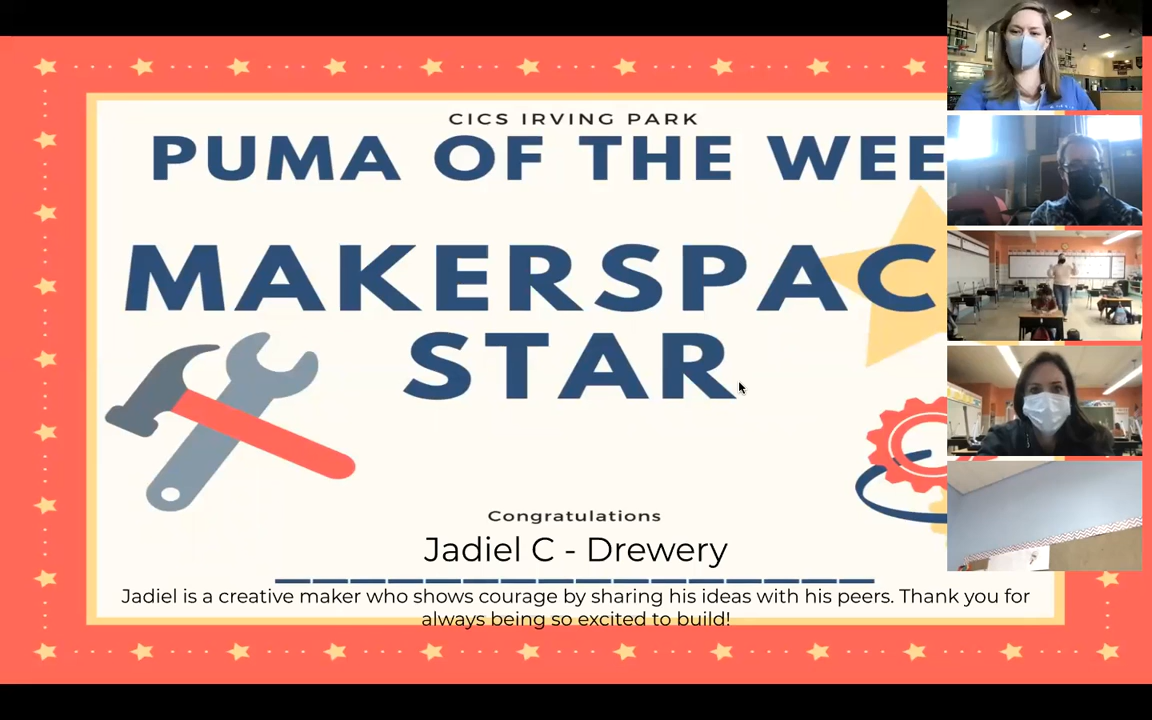 CICS IRVING PARK
PUMA OF THE WEE
MAKERSPAC
STAR
Congratulations
Jadiel C - Drewery
Jadiel is a creative maker who shows courage by sharing his ideas with his peers. Thank you for
always being so excited to build!